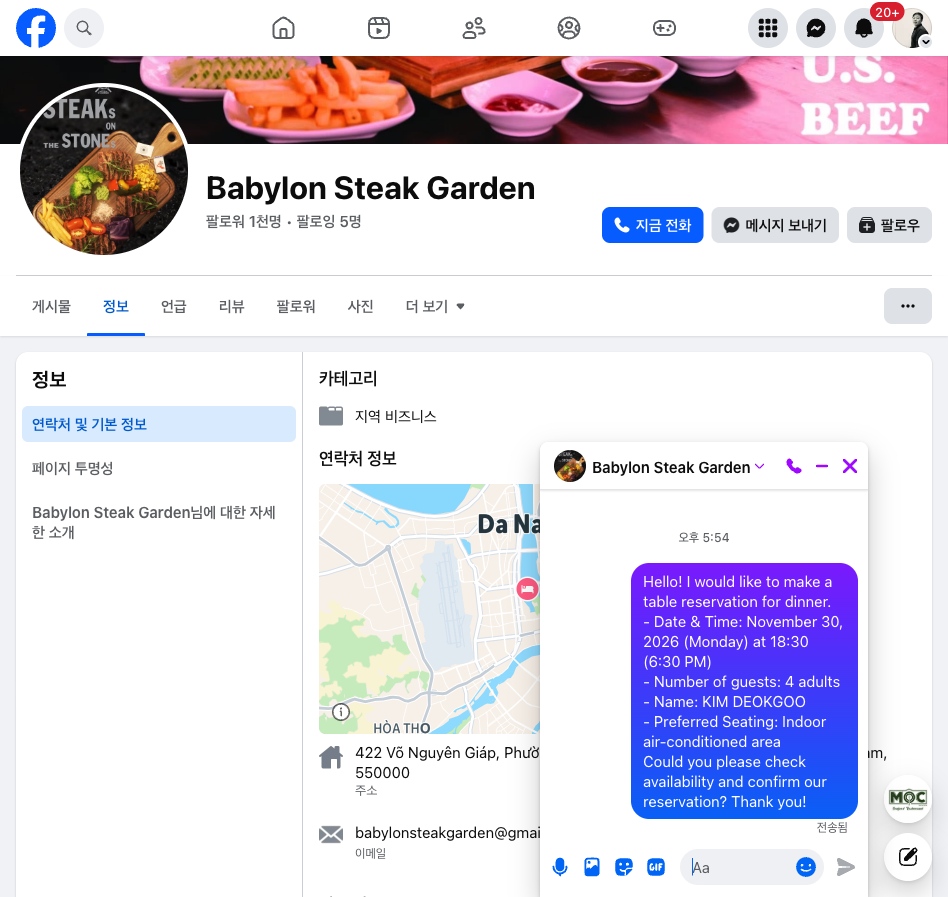 20+
U.S.
BEEF
STEAKs
ON
THE STONE
Babylon Steak Garden
팔로워 1천명 • 팔로잉 5명
지금 전화
메시지 보내기
팔로우
게시물
정보
언급
리뷰
팔로워
사진
더 보기
정보
연락처 및 기본 정보
페이지 투명성
Babylon Steak Garden님에 대한 자세
한 소개
카테고리
지역 비즈니스
연락처 정보
Da Na
HÒA THỌ
422 Võ Nguyên Giáp, Phườ
550000
주소
babylonsteakgarden@gmai
이메일
Babylon Steak Garden
오후 5:54
Hello! I would like to make a
table reservation for dinner.
- Date & Time: November 30,
2026 (Monday) at 18:30
(6:30 PM)
- Number of guests: 4 adults
- Name: KIM DEOKGOO
- Preferred Seating: Indoor
air-conditioned area
Could you please check
availability and confirm our
reservation? Thank you!
전송됨
GIF
Aa
am,
MOC